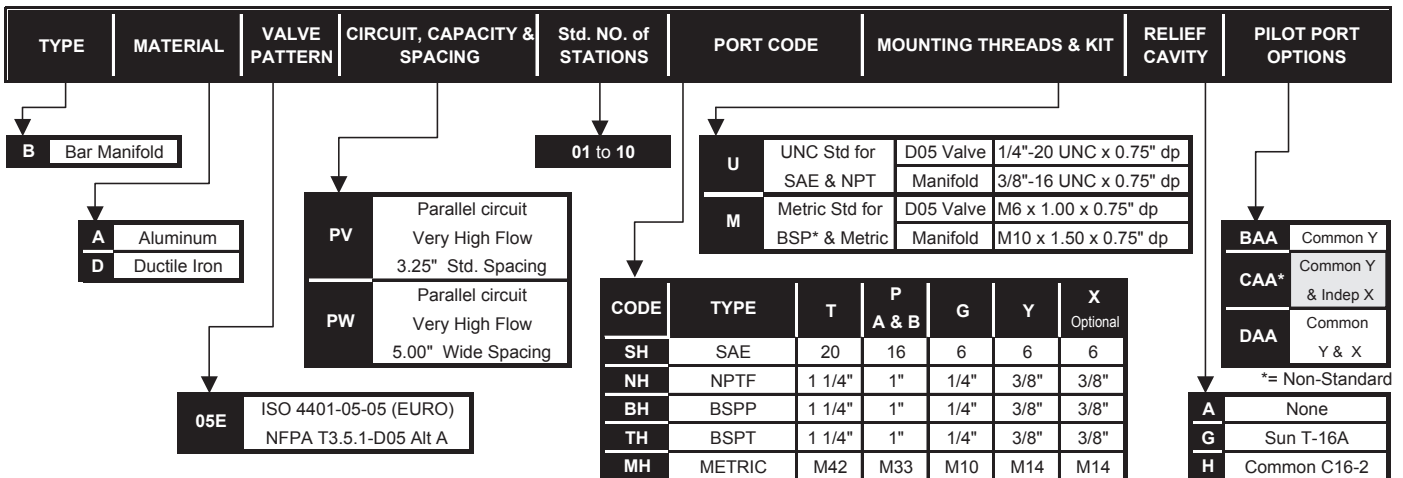 TYPE MATERIAL VALVE PATTERN CIRCUIT, CAPACITY & SPACING Std. NO. of STATIONS PORT CODE MOUNTING THREADS & KIT RELIEF CAVITY PILOT PORT OPTIONS
B Bar Manifold
A Aluminum
D Ductile Iron
05E ISO 4401-05-05 (EURO)
NFPA T3.5.1-D05 Alt A
PV Parallel circuit
Very High Flow
3.25" Std. Spacing
PW Parallel circuit
Very High Flow
5.00" Wide Spacing
01 to 10
U UNC Std for D05 Valve 1/4"-20 UNC x 0.75" dp
SAE & NPT Manifold 3/8"-16 UNC x 0.75" dp
M Metric Std for D05 Valve M6 x 1.00 x 0.75" dp
BSP* & Metric Manifold M10 x 1.50 x 0.75" dp
CODE TYPE T P A & B G Y X Optional
SH SAE 20 16 6 6 6
NH NPTF 1 1/4" 1" 1/4" 3/8" 3/8"
BH BSPP 1 1/4" 1" 1/4" 3/8" 3/8"
TH BSPT 1 1/4" 1" 1/4" 3/8" 3/8"
MH METRIC M42 M33 M10 M14 M14
BAA Common Y
CAA* Common Y
& Indep X
DAA Common
Y & X
*= Non-Standard
A None
G Sun T-16A
H Common C16-2